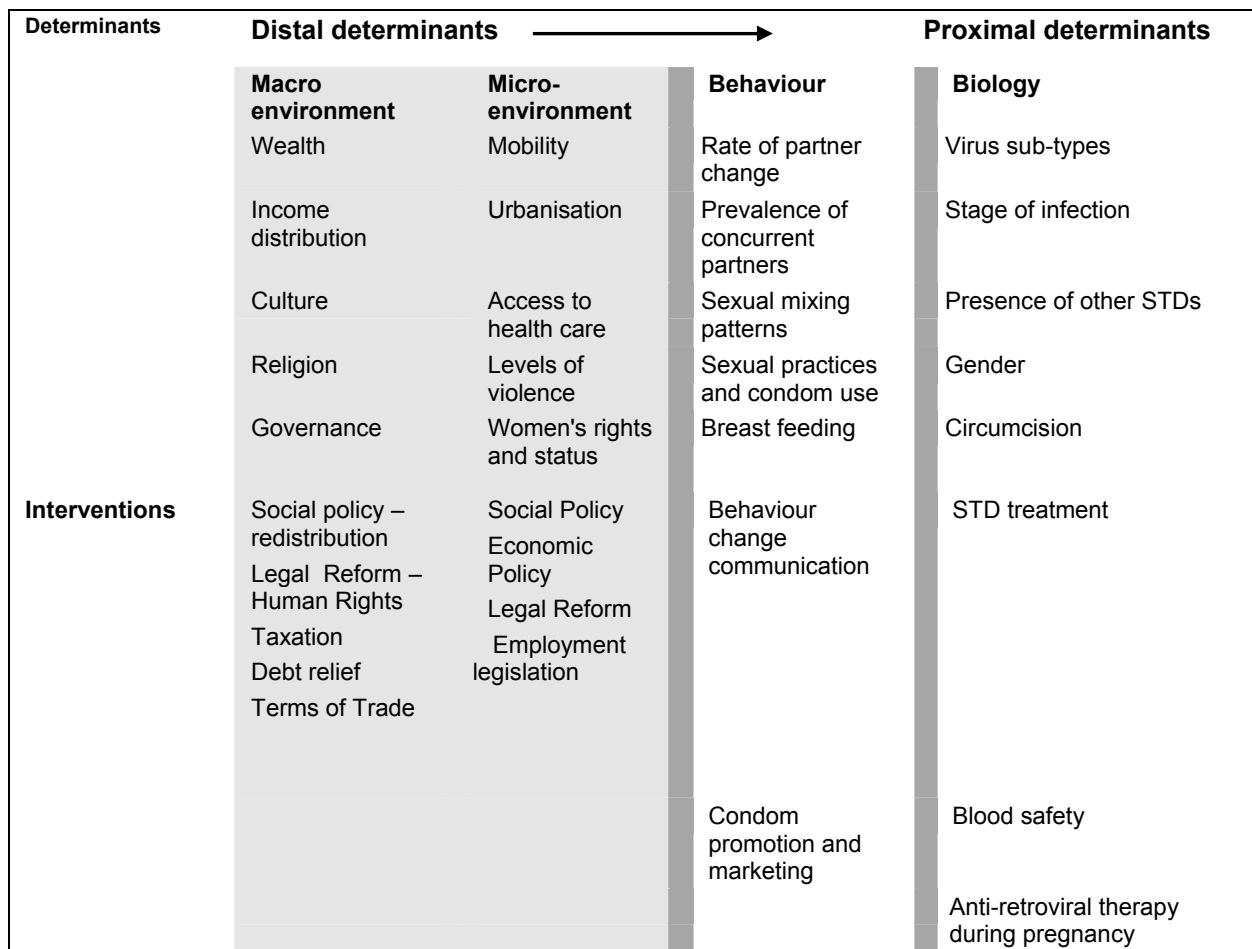 Determinants
Distal determinants
Proximal determinants
Macro
environment
Micro-
environment
Behaviour
Biology
Wealth
Mobility
Rate of partner
change
Virus sub-types
Income
distribution
Urbanisation
Prevalence of
concurrent
partners
Stage of infection
Culture
Access to
health care
Sexual mixing
patterns
Presence of other STDs
Religion
Levels of
violence
Sexual practices
and condom use
Gender
Governance
Women's rights
and status
Breast feeding
Circumcision
Interventions
Social policy –
redistribution
Legal Reform –
Human Rights
Taxation
Debt relief
Terms of Trade
Social Policy
Economic
Policy
Legal Reform
Employment
legislation
Behaviour
change
communication
STD treatment
Condom
promotion and
marketing
Blood safety
Anti-retroviral therapy
during pregnancy